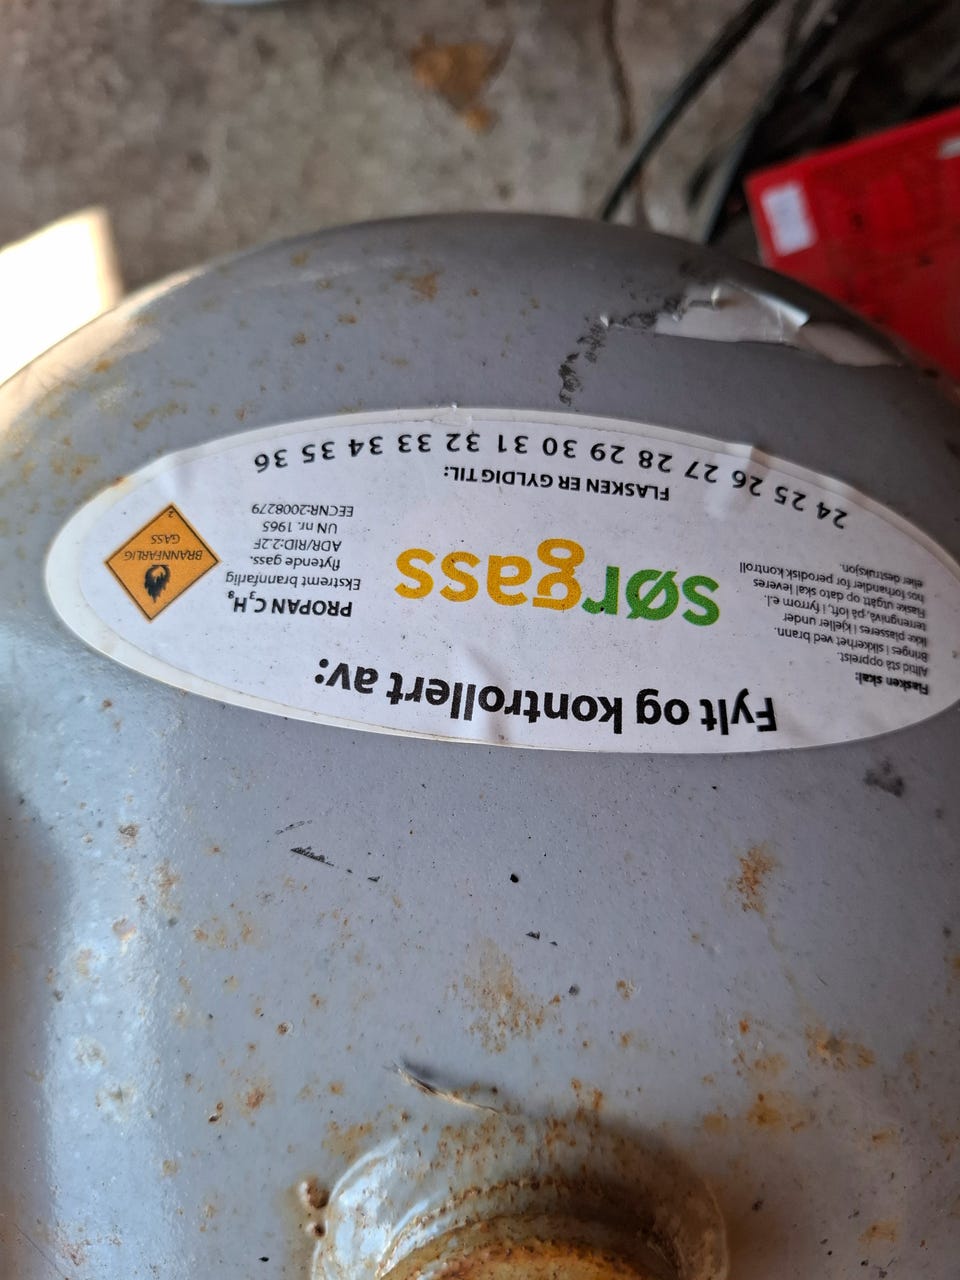 Fylt og kontrollert av:
Flasken skal:
Alltid stå oppreist.
Bringes i sikkerhet ved brann.
Ikke plasseres i kjeller under
terrengnivå, på loft, i fyrrom e.l.
Flaske utgått på dato skal leveres
hos forhandler for perodisk kontroll
eller destruksjon.
sørgass
PROPAN C₃H₈
Ekstremt brannfarlig
flytende gass.
ADR/RID:2.2F
UN nr. 1965
EECNR:2008279
BRANNFARLIG
GASS
2
FLASKEN ER GYLDIG TIL:
24 25 26 27 28 29 30 31 32 33 34 35 36